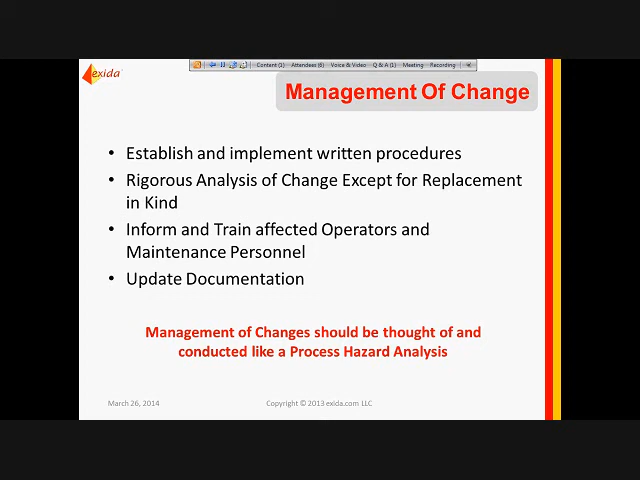 exida
Content (1) Attendees (6) Voice & Video Q & A (1) Meeting Recording
Management Of Change
• Establish and implement written procedures
• Rigorous Analysis of Change Except for Replacement
in Kind
• Inform and Train affected Operators and
Maintenance Personnel
• Update Documentation
Management of Changes should be thought of and
conducted like a Process Hazard Analysis
March 26, 2014 Copyright © 2013 exida.com LLC